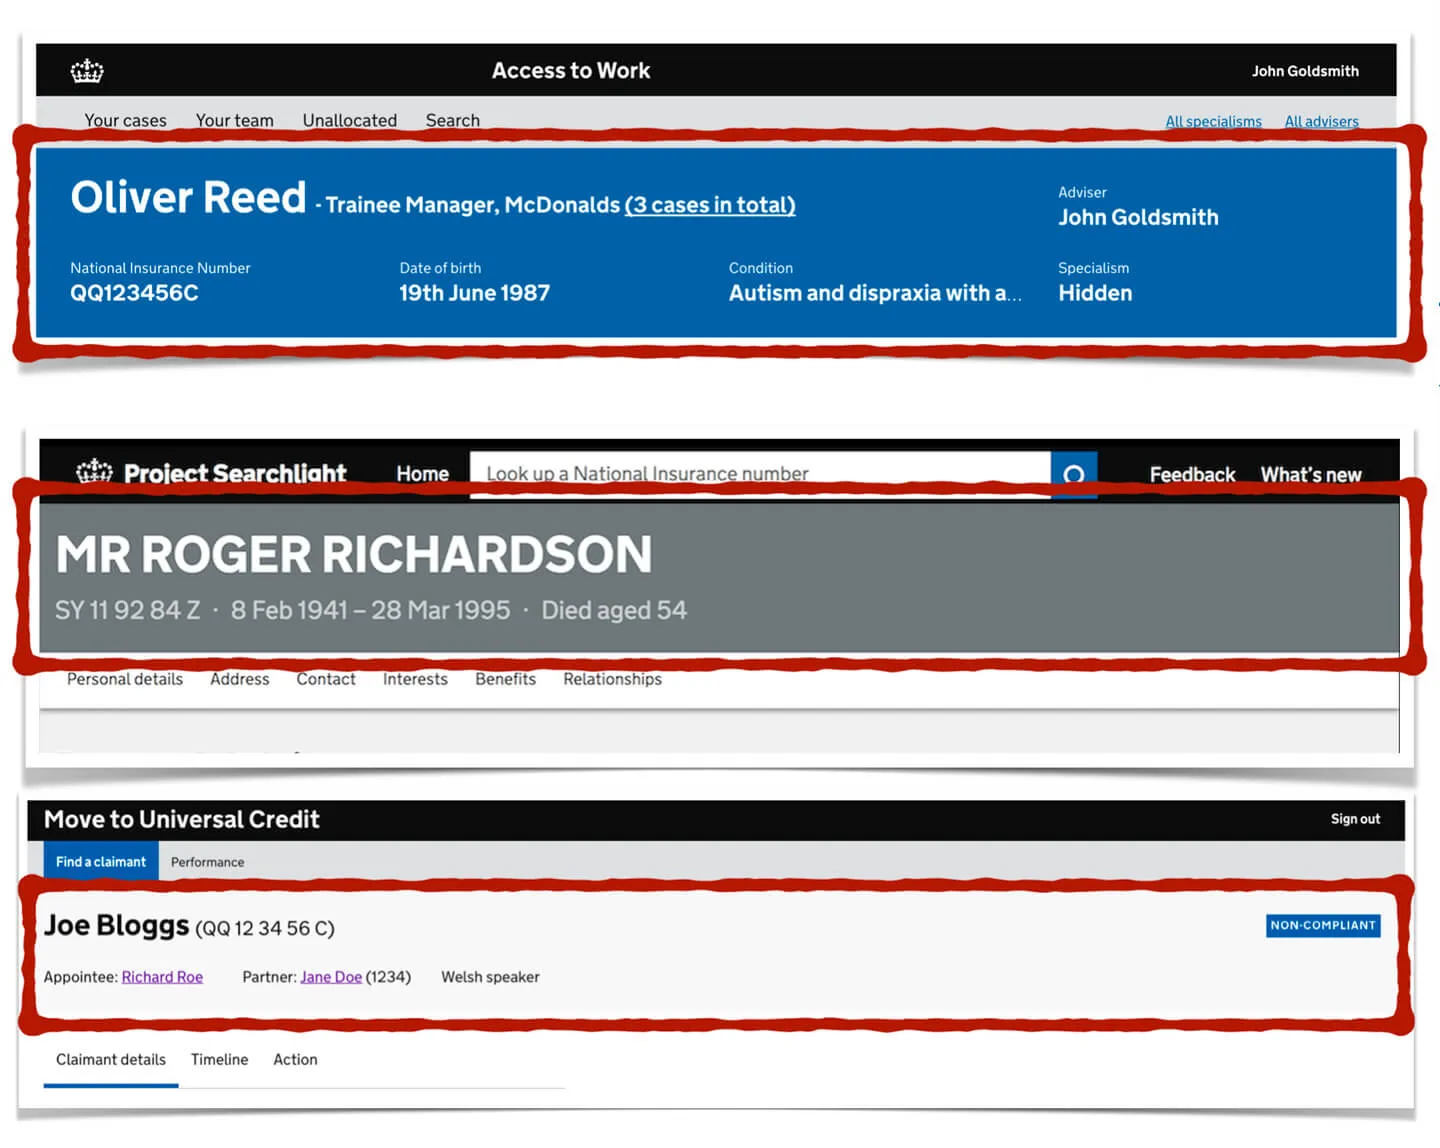 Access to Work
John Goldsmith
Your cases Your team Unallocated Search
All specialisms All advisers
Oliver Reed - Trainee Manager, McDonalds (3 cases in total)
Adviser
John Goldsmith
National Insurance Number Date of birth Condition Specialism
QQ123456C 19th June 1987 Autism and dispraxia with a... Hidden
Project Searchlight Home Look up a National Insurance number Feedback What's new
MR ROGER RICHARDSON
SY 11 92 84 Z · 8 Feb 1941 – 28 Mar 1995 · Died aged 54
Personal details Address Contact Interests Benefits Relationships
Move to Universal Credit Sign out
Find a claimant Performance
Joe Bloggs (QQ 12 34 56 C) NON-COMPLIANT
Appointee: Richard Roe Partner: Jane Doe (1234) Welsh speaker
Claimant details Timeline Action